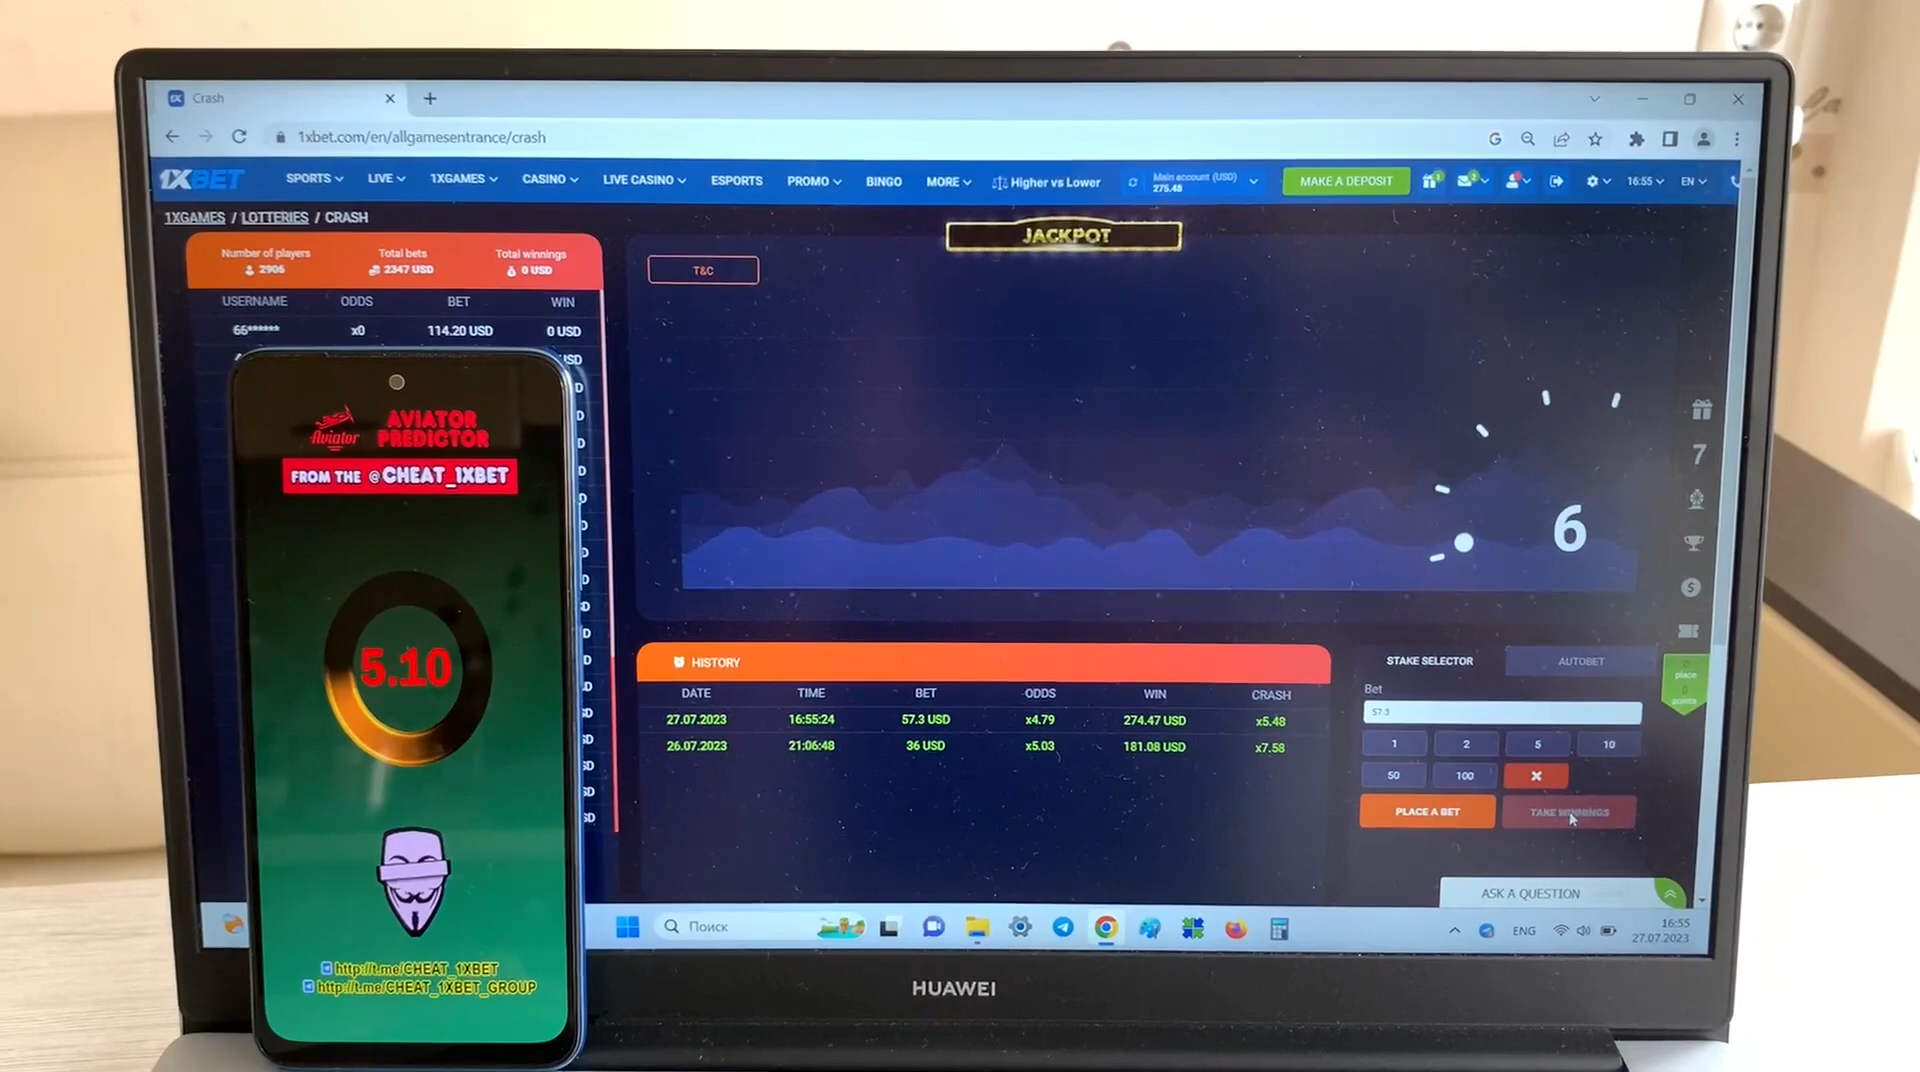 Crash
1xbet.com/en/allgamesentrance/crash
1XBET SPORTS LIVE 1XGAMES CASINO LIVE CASINO ESPORTS PROMO BINGO MORE Higher vs Lower Main account (USD) 275.48 MAKE A DEPOSIT 1 2 16:55 EN
1XGAMES / LOTTERIES / CRASH
JACKPOT
Number of players Total bets Total winnings
2906 2347 USD 0 USD
T&C
USERNAME ODDS BET WIN
66****** x0 114.20 USD 0 USD
Aviator
AVIATOR
PREDICTOR
FROM THE @CHEAT_1XBET
5.10
http://t.me/CHEAT_1XBET
http://t.me/CHEAT_1XBET_GROUP
7
6
HISTORY
DATE TIME BET ODDS WIN CRASH
27.07.2023 16:55:24 57.3 USD x4.79 274.47 USD x5.48
26.07.2023 21:06:48 36 USD x5.03 181.08 USD x7.58
STAKE SELECTOR AUTOBET
Bet
57.3
1 2 5 10
50 100
PLACE A BET TAKE WINNINGS
place
points
ASK A QUESTION
Поиск
ENG
16:55
27.07.2023
HUAWEI